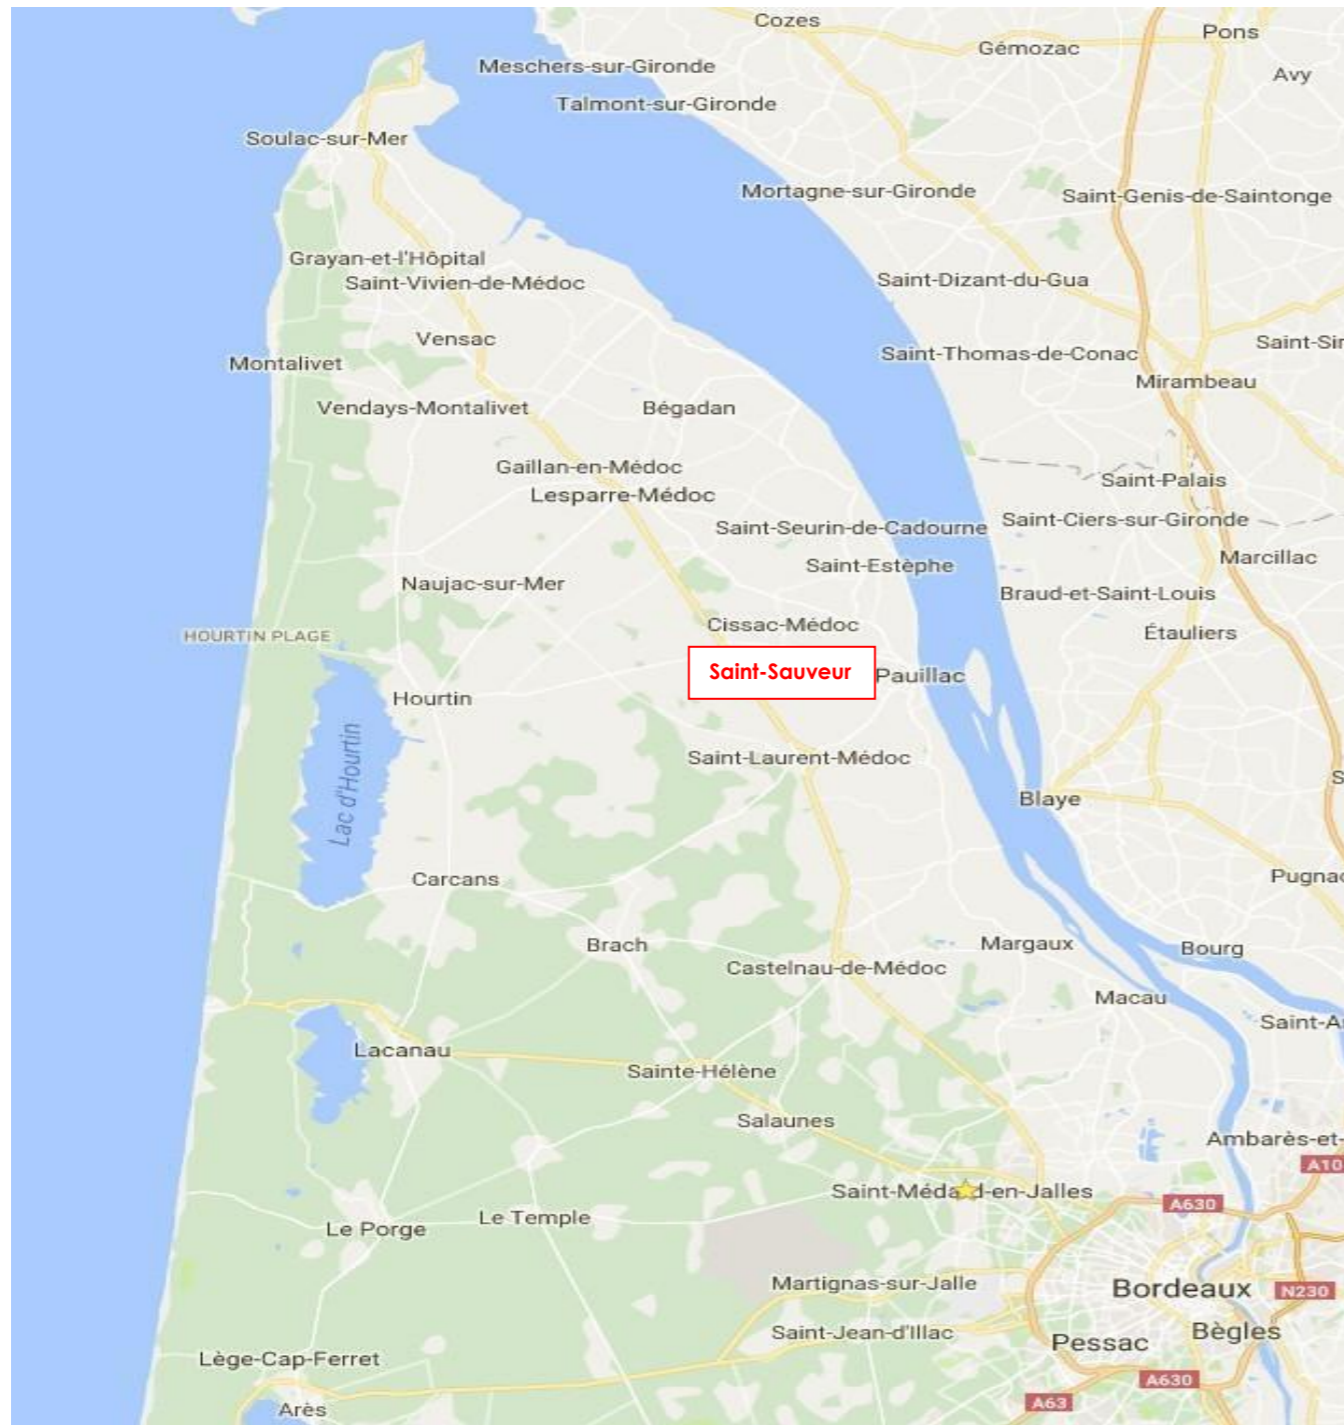 Cozes
Pons
Gémozac
Meschers-sur-Gironde
Avy
Talmont-sur-Gironde
Soulac-sur-Mer
Mortagne-sur-Gironde
Saint-Genis-de-Saintonge
Grayan-et-l'Hôpital
Saint-Vivien-de-Médoc
Saint-Dizant-du-Gua
Vensac
Saint-Sir
Montalivet
Saint-Thomas-de-Conac
Mirambeau
Vendays-Montalivet
Bégadan
Gaillan-en-Médoc
Saint-Palais
Lesparre-Médoc
Saint-Seurin-de-Cadourne
Saint-Ciers-sur-Gironde
Marcillac
Saint-Estèphe
Naujac-sur-Mer
Braud-et-Saint-Louis
Cissac-Médoc
Étauliers
HOURTIN PLAGE
Saint-Sauveur
Pauillac
Hourtin
Lac d'Hourtin
Saint-Laurent-Médoc
S
Blaye
Carcans
Pugnac
Brach
Margaux
Bourg
Castelnau-de-Médoc
Macau
Saint-A
Lacanau
Sainte-Hélène
Salaunes
Ambarès-et-
A10
Saint-Médard-en-Jalles
A630
Le Porge
Le Temple
Martignas-sur-Jalle
Bordeaux
N230
Saint-Jean-d'Illac
Bègles
Pessac
Lège-Cap-Ferret
A630
A63
Arès